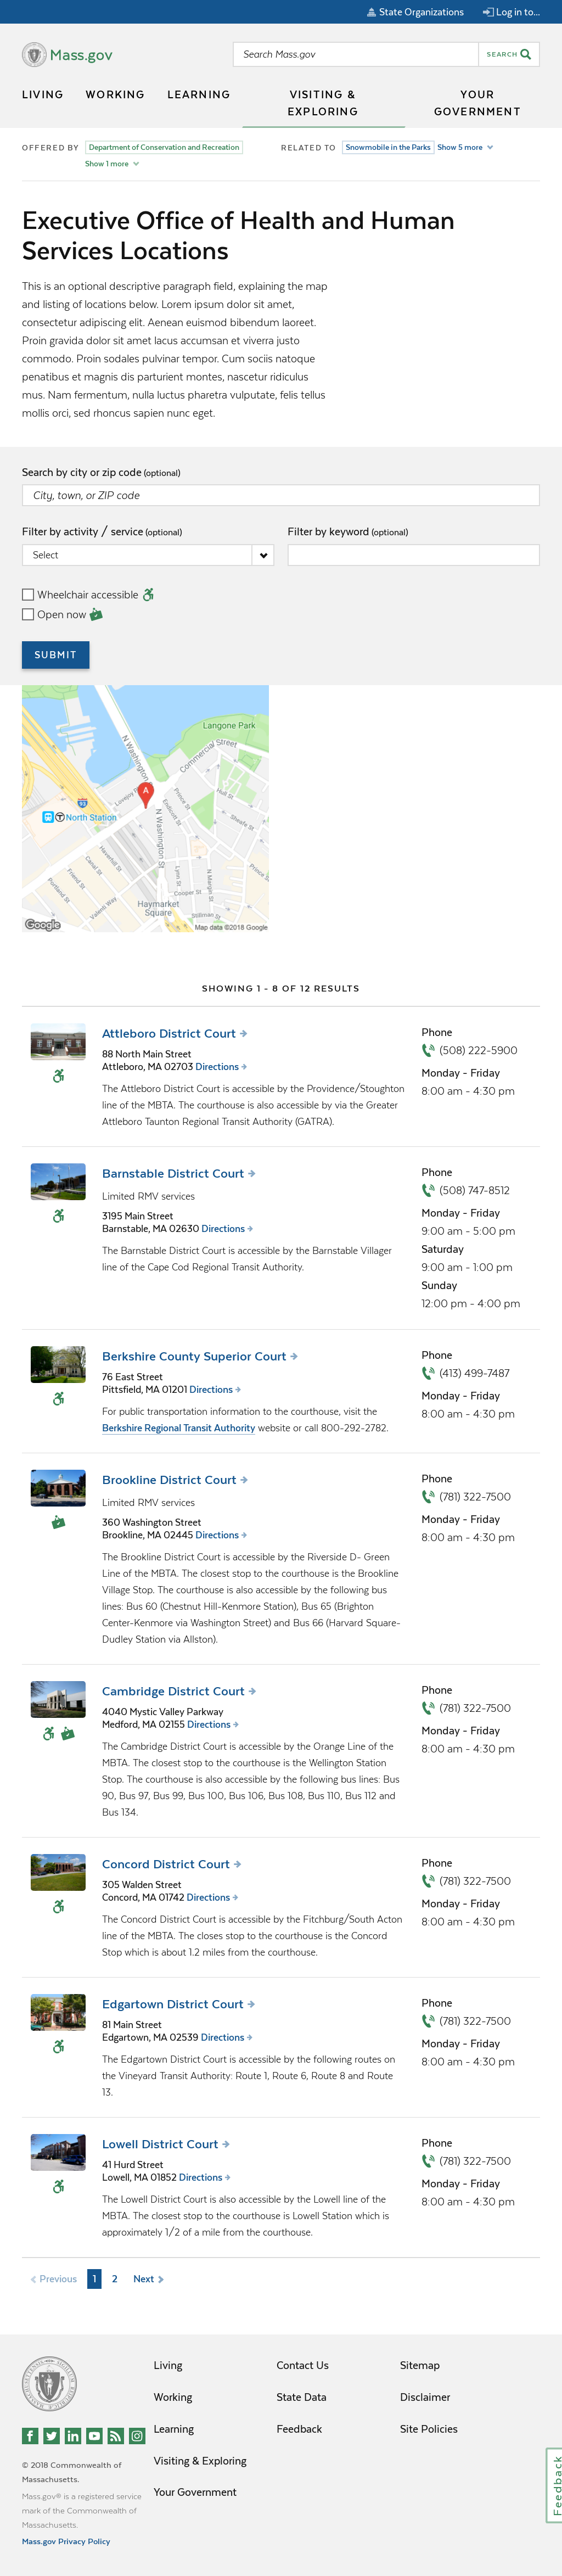 State Organizations
Log in to...
Mass.gov
Search Mass.gov
SEARCH
LIVING
WORKING
LEARNING
VISITING &
EXPLORING
YOUR
GOVERNMENT
OFFERED BY
Department of Conservation and Recreation
Show 1 more
RELATED TO
Snowmobile in the Parks
Show 5 more
Executive Office of Health and Human
Services Locations
This is an optional descriptive paragraph field, explaining the map
and listing of locations below. Lorem ipsum dolor sit amet,
consectetur adipiscing elit. Aenean euismod bibendum laoreet.
Proin gravida dolor sit amet lacus accumsan et viverra justo
commodo. Proin sodales pulvinar tempor. Cum sociis natoque
penatibus et magnis dis parturient montes, nascetur ridiculus
mus. Nam fermentum, nulla luctus pharetra vulputate, felis tellus
mollis orci, sed rhoncus sapien nunc eget.
Search by city or zip code (optional)
City, town, or ZIP code
Filter by activity / service (optional)
Select
Filter by keyword (optional)
Wheelchair accessible
Open now
SUBMIT
Langone Park
Commercial Street
N Washington St
Lovejoy
A
Hull St
Sheafe St
Prince
93
T North Station
N Washington St
Canal St
Portland St
Friend St
Valenti Way
Cooper St
N Margin St
Haymarket
Square
Google
Map data ©2018 Google
SHOWING 1 - 8 OF 12 RESULTS
Attleboro District Court
88 North Main Street
Attleboro, MA 02703 Directions
The Attleboro District Court is accessible by the Providence/Stoughton
line of the MBTA. The courthouse is also accessible by via the Greater
Attleboro Taunton Regional Transit Authority (GATRA).
Phone
(508) 222-5900
Monday - Friday
8:00 am - 4:30 pm
Barnstable District Court
Limited RMV services
3195 Main Street
Barnstable, MA 02630 Directions
The Barnstable District Court is accessible by the Barnstable Villager
line of the Cape Cod Regional Transit Authority.
Phone
(508) 747-8512
Monday - Friday
9:00 am - 5:00 pm
Saturday
9:00 am - 1:00 pm
Sunday
12:00 pm - 4:00 pm
Berkshire County Superior Court
76 East Street
Pittsfield, MA 01201 Directions
For public transportation information to the courthouse, visit the
Berkshire Regional Transit Authority website or call 800-292-2782.
Phone
(413) 499-7487
Monday - Friday
8:00 am - 4:30 pm
Brookline District Court
Limited RMV services
360 Washington Street
Brookline, MA 02445 Directions
The Brookline District Court is accessible by the Riverside D- Green
Line of the MBTA. The closest stop to the courthouse is the Brookline
Village Stop. The courthouse is also accessible by the following bus
lines: Bus 60 (Chestnut Hill-Kenmore Station), Bus 65 (Brighton
Center-Kenmore via Washington Street) and Bus 66 (Harvard Square-
Dudley Station via Allston).
Phone
(781) 322-7500
Monday - Friday
8:00 am - 4:30 pm
Cambridge District Court
4040 Mystic Valley Parkway
Medford, MA 02155 Directions
The Cambridge District Court is accessible by the Orange Line of the
MBTA. The closest stop to the courthouse is the Wellington Station
Stop. The courthouse is also accessible by the following bus lines: Bus
90, Bus 97, Bus 99, Bus 100, Bus 106, Bus 108, Bus 110, Bus 112 and
Bus 134.
Phone
(781) 322-7500
Monday - Friday
8:00 am - 4:30 pm
Concord District Court
305 Walden Street
Concord, MA 01742 Directions
The Concord District Court is accessible by the Fitchburg/South Acton
line of the MBTA. The closes stop to the courthouse is the Concord
Stop which is about 1.2 miles from the courthouse.
Phone
(781) 322-7500
Monday - Friday
8:00 am - 4:30 pm
Edgartown District Court
81 Main Street
Edgartown, MA 02539 Directions
The Edgartown District Court is accessible by the following routes on
the Vineyard Transit Authority: Route 1, Route 6, Route 8 and Route
13.
Phone
(781) 322-7500
Monday - Friday
8:00 am - 4:30 pm
Lowell District Court
41 Hurd Street
Lowell, MA 01852 Directions
The Lowell District Court is also accessible by the Lowell line of the
MBTA. The closest stop to the courthouse is Lowell Station which is
approximately 1/2 of a mile from the courthouse.
Phone
(781) 322-7500
Monday - Friday
8:00 am - 4:30 pm
Previous
1
2
Next
Living
Working
Learning
Visiting & Exploring
Your Government
Contact Us
State Data
Feedback
Sitemap
Disclaimer
Site Policies
© 2018 Commonwealth of
Massachusetts.
Mass.gov® is a registered service
mark of the Commonwealth of
Massachusetts.
Mass.gov Privacy Policy
Feedback